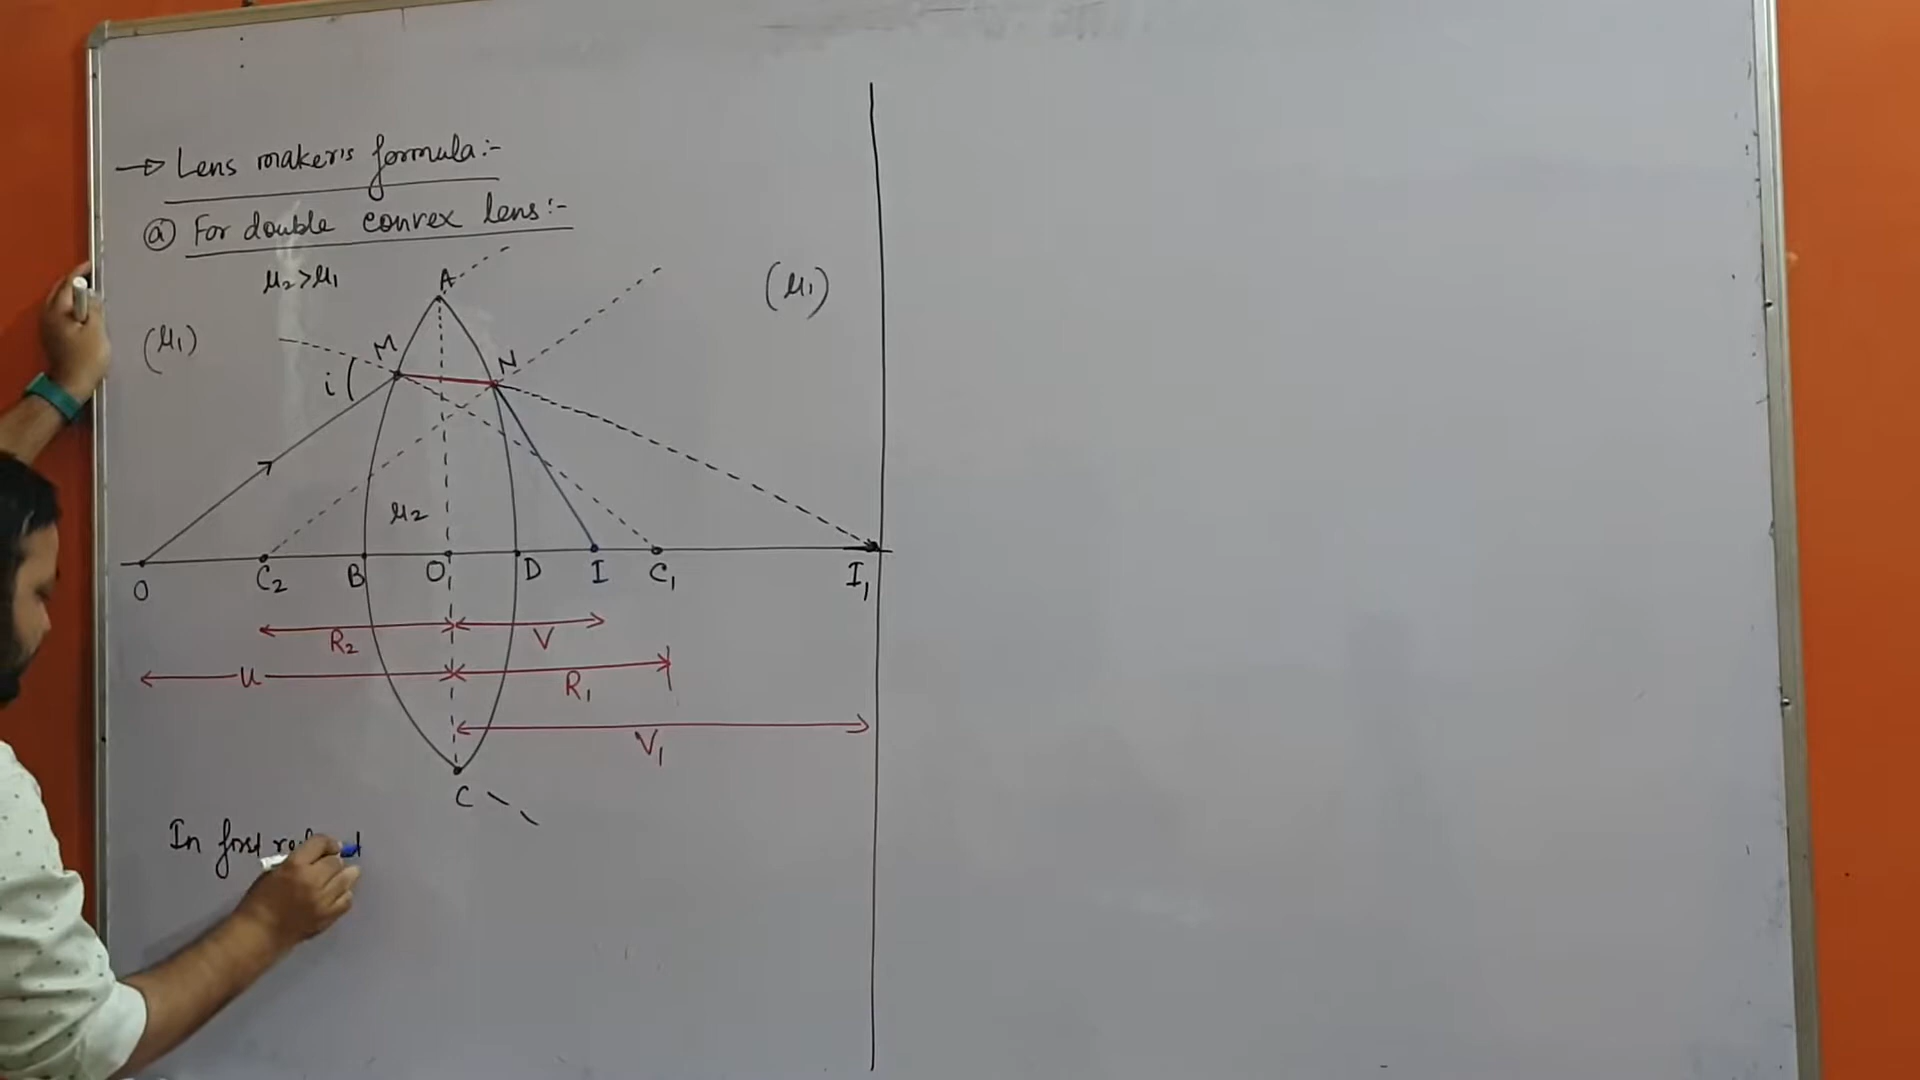 → Lens maker's formula:-
ⓐ For double convex lens:-
μ₂>μ₁
A
(μ₁)
(μ₁)
M
N
i
μ₂
O
C₂
B
O₁
D
I
C₁
I₁
R₂
V
u
R₁
V₁
C
In first